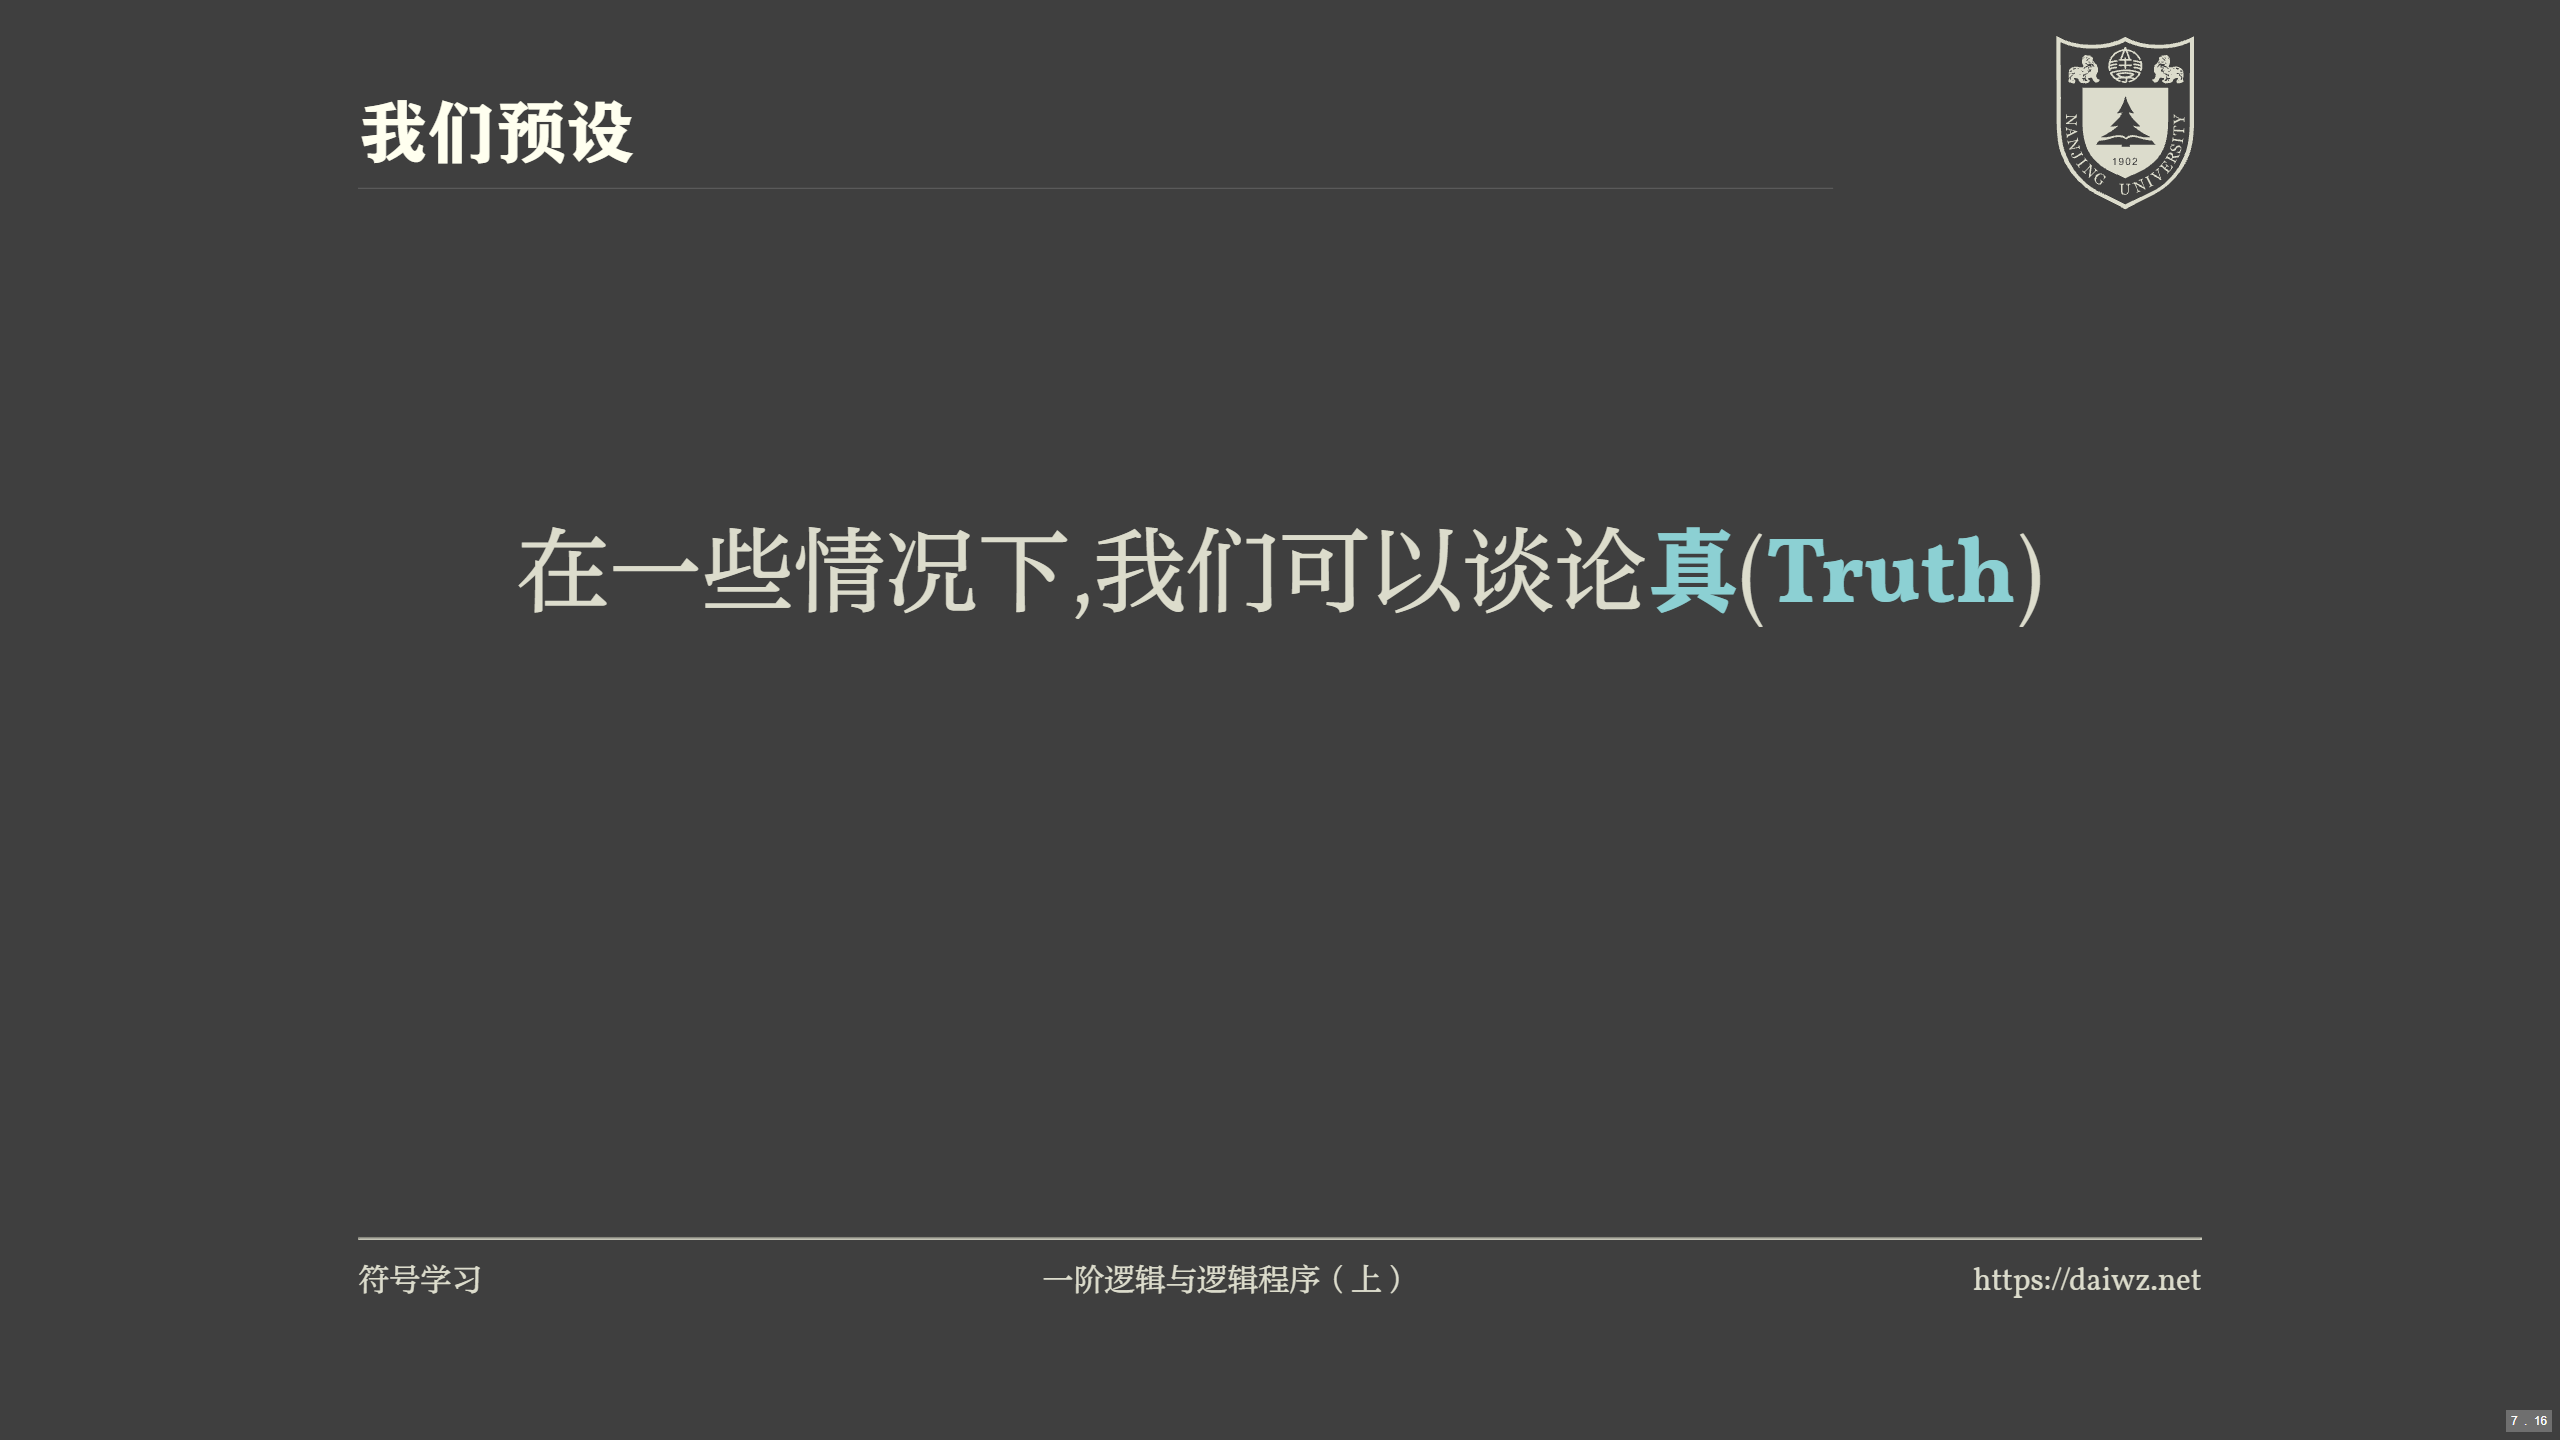 我们预设
NANJING UNIVERSITY
1902
在一些情况下,我们可以谈论真(Truth)
符号学习
一阶逻辑与逻辑程序（上）
https://daiwz.net
7 . 16